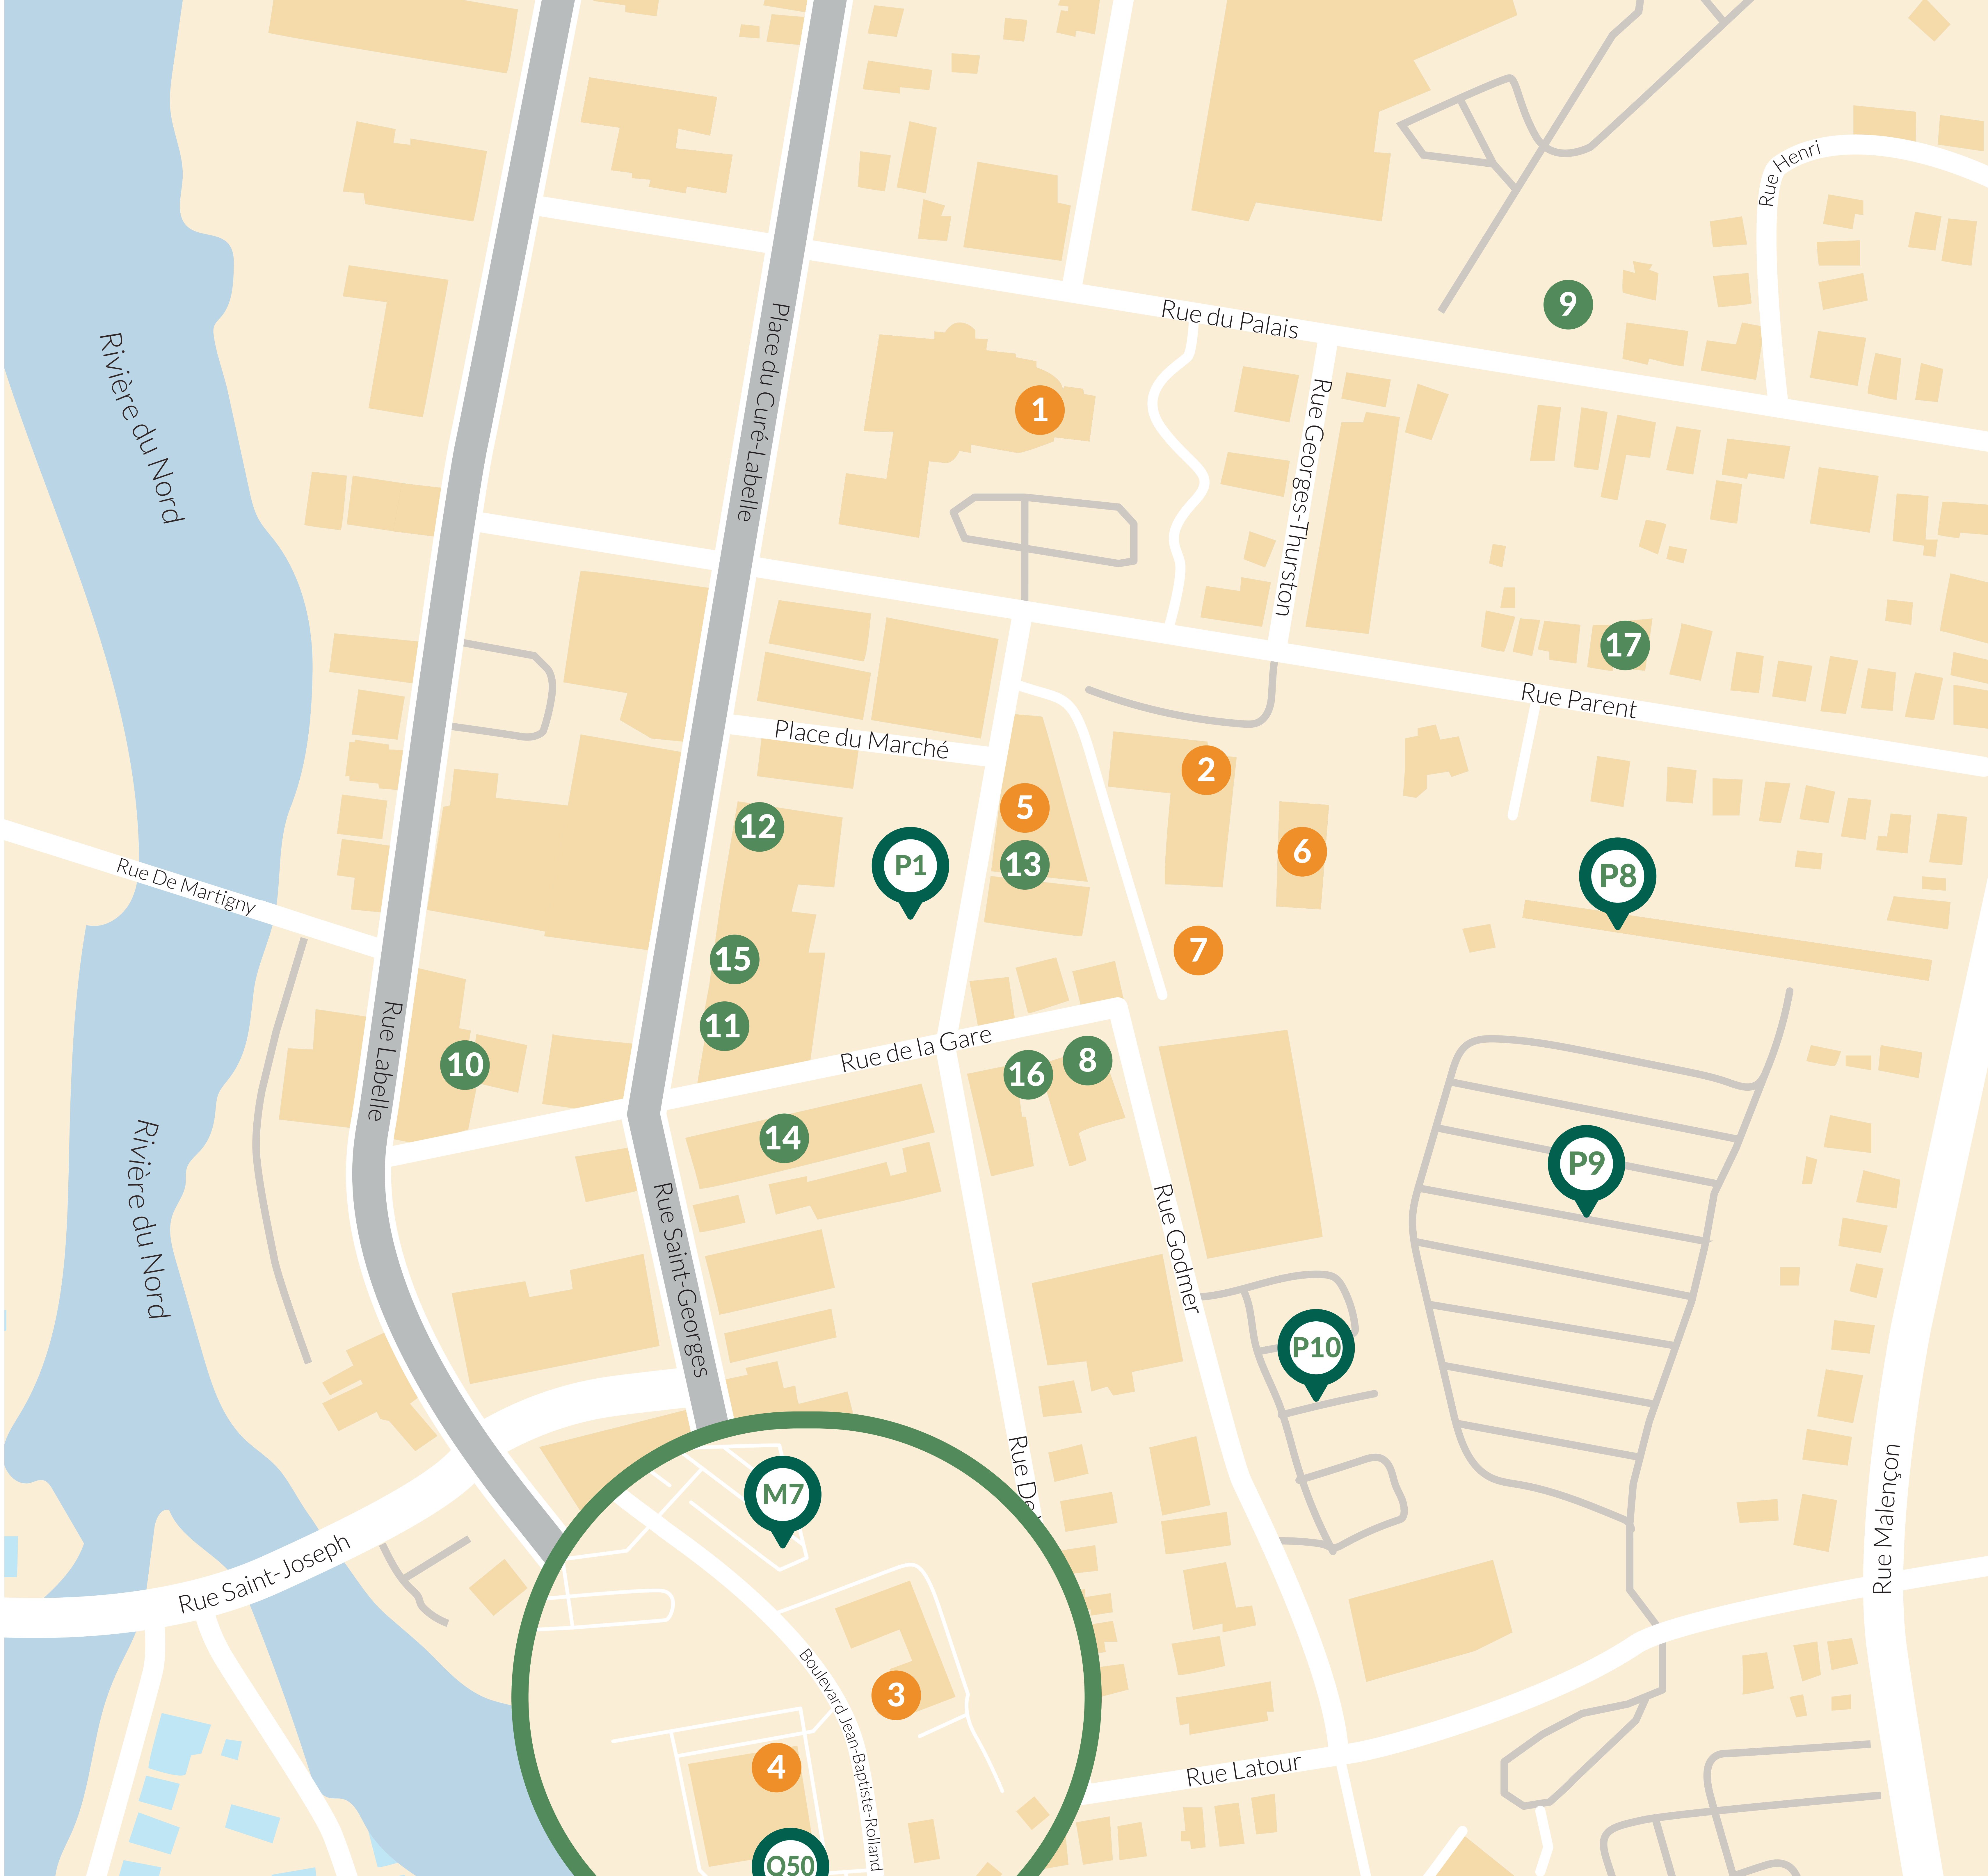 Rue Henri
9
Rue du Palais
Place du Curé-Labelle
Rivière du Nord
1
Rue Georges-Thurston
17
Rue Parent
Place du Marché
2
5
12
6
P1
13
P8
Rue De Martigny
7
15
11
Rue Labelle
10
Rue de la Gare
16
8
14
Rivière du Nord
P9
Rue Saint-Georges
Rue Godmer
P10
Rue De
M7
Rue Malençon
Rue Saint-Joseph
3
Boulevard Jean-Baptiste-Rolland
4
Rue Latour
Q50